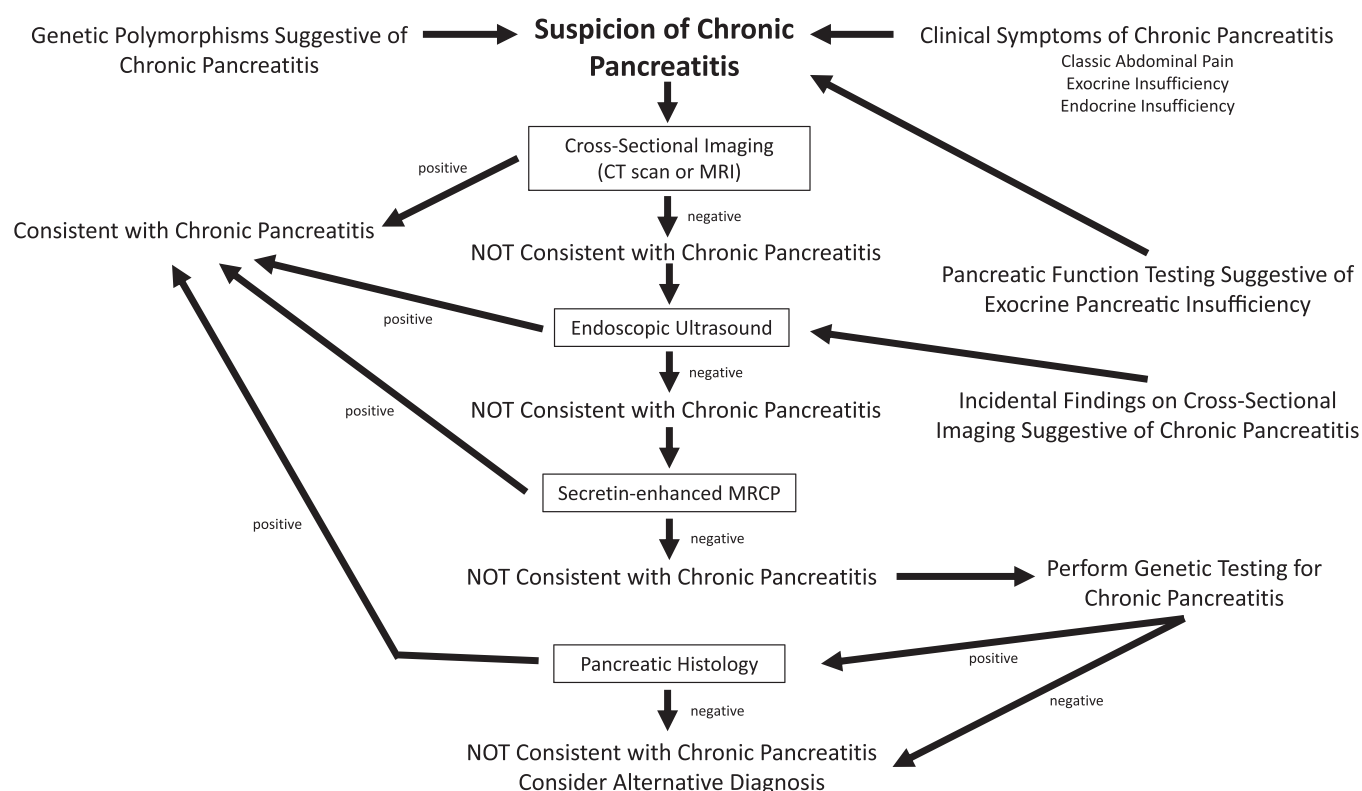 Genetic Polymorphisms Suggestive of
Chronic Pancreatitis
Suspicion of Chronic
Pancreatitis
Clinical Symptoms of Chronic Pancreatitis
Classic Abdominal Pain
Exocrine Insufficiency
Endocrine Insufficiency
Cross-Sectional Imaging
(CT scan or MRI)
positive
negative
Consistent with Chronic Pancreatitis
NOT Consistent with Chronic Pancreatitis
Pancreatic Function Testing Suggestive of
Exocrine Pancreatic Insufficiency
Endoscopic Ultrasound
positive
negative
Incidental Findings on Cross-Sectional
Imaging Suggestive of Chronic Pancreatitis
NOT Consistent with Chronic Pancreatitis
positive
Secretin-enhanced MRCP
positive
negative
NOT Consistent with Chronic Pancreatitis
Perform Genetic Testing for
Chronic Pancreatitis
Pancreatic Histology
positive
negative
negative
NOT Consistent with Chronic Pancreatitis
Consider Alternative Diagnosis